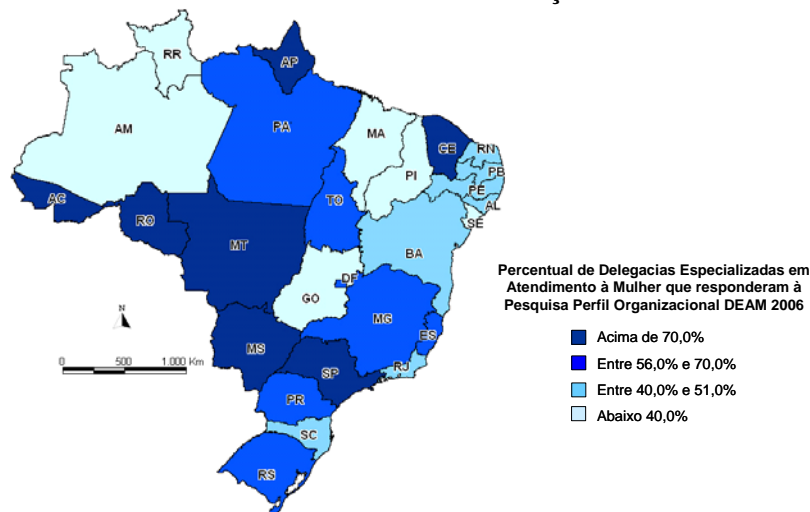 RR
AP
AM
PA
MA
CE
RN
PB
PI
PE
AL
SE
AC
RO
TO
MT
BA
DF
GO
MG
ES
MS
SP
RJ
PR
SC
RS
N
0 500 1.000 Km
Percentual de Delegacias Especializadas em
Atendimento à Mulher que responderam à
Pesquisa Perfil Organizacional DEAM 2006
Acima de 70,0%
Entre 56,0% e 70,0%
Entre 40,0% e 51,0%
Abaixo 40,0%